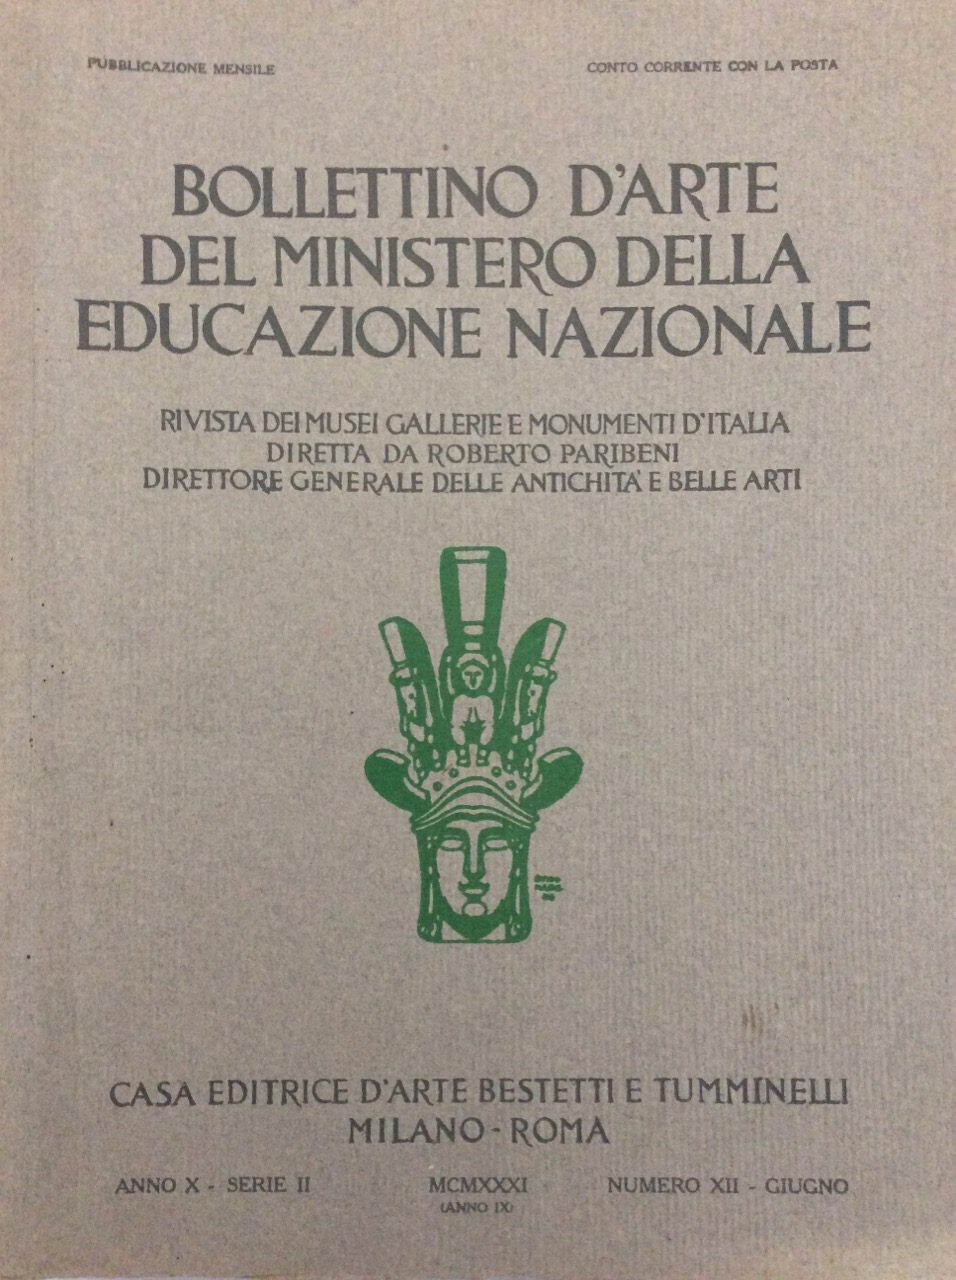 PUBBLICAZIONE MENSILE
CONTO CORRENTE CON LA POSTA
BOLLETTINO D'ARTE
DEL MINISTERO DELLA
EDUCAZIONE NAZIONALE
RIVISTA DEI MUSEI GALLERIE E MONUMENTI D'ITALIA
DIRETTA DA ROBERTO PARIBENI
DIRETTORE GENERALE DELLE ANTICHITA' E BELLE ARTI
CASA EDITRICE D'ARTE BESTETTI E TUMMINELLI
MILANO - ROMA
ANNO X - SERIE II
MCMXXXI
(ANNO IX)
NUMERO XII - GIUGNO